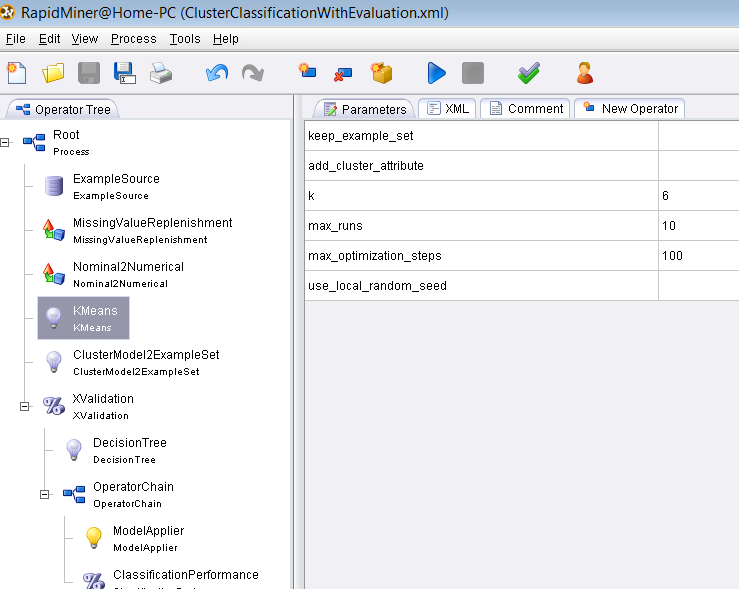 RapidMiner@Home-PC (ClusterClassificationWithEvaluation.xml)
File Edit View Process Tools Help
Operator Tree
Parameters XML Comment New Operator
Root
Process
ExampleSource
ExampleSource
MissingValueReplenishment
MissingValueReplenishment
Nominal2Numerical
Nominal2Numerical
KMeans
KMeans
ClusterModel2ExampleSet
ClusterModel2ExampleSet
XValidation
XValidation
DecisionTree
DecisionTree
OperatorChain
OperatorChain
ModelApplier
ModelApplier
ClassificationPerformance
keep_example_set
add_cluster_attribute
k 6
max_runs 10
max_optimization_steps 100
use_local_random_seed